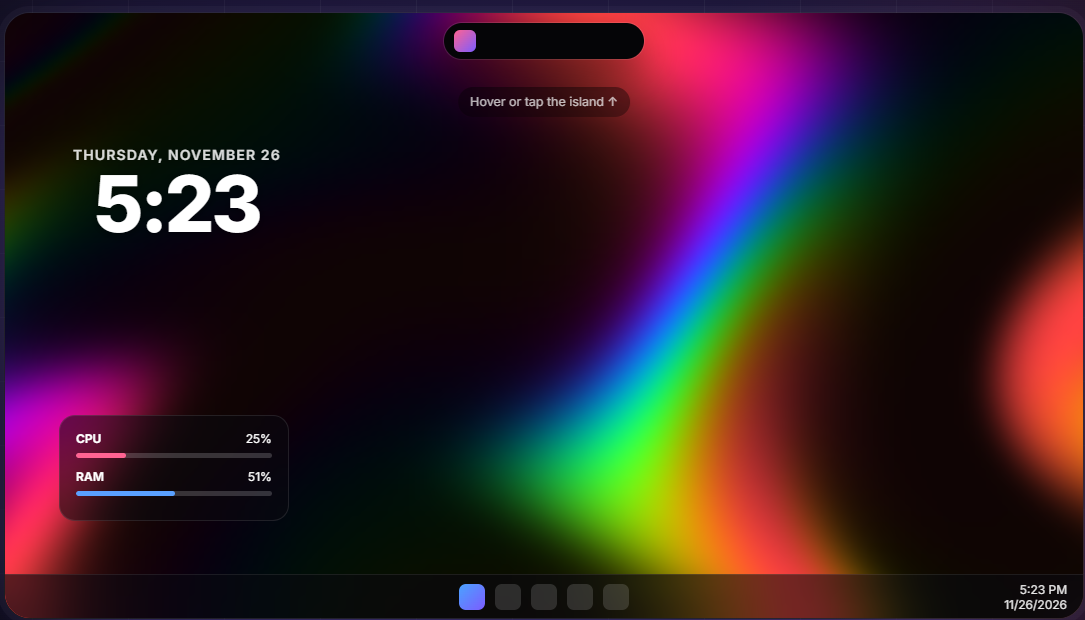 Hover or tap the island ↑
THURSDAY, NOVEMBER 26
5:23
CPU 25%
RAM 51%
5:23 PM
11/26/2026